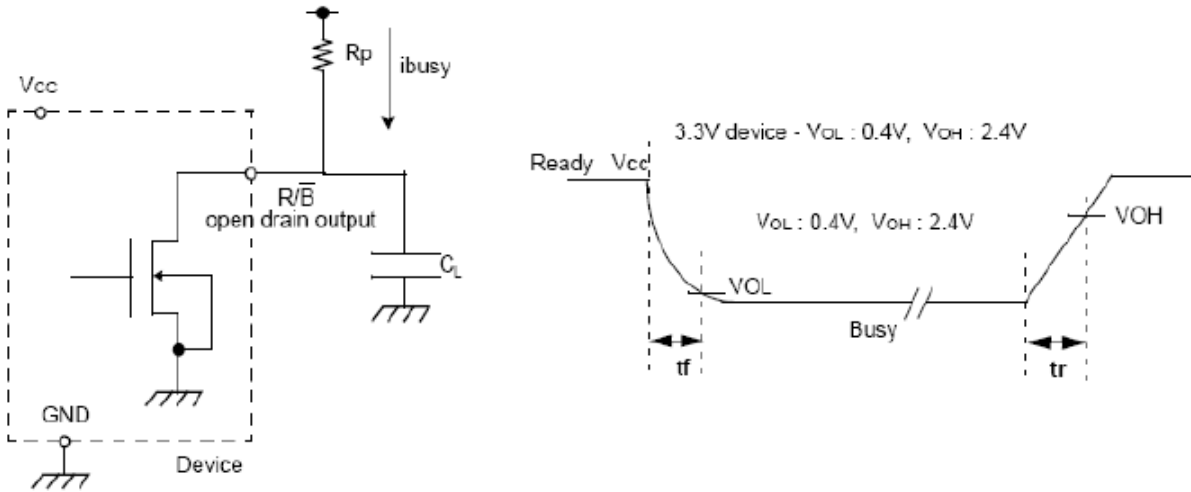 Rp
ibusy
Vcc
R/B̅
open drain output
CL
GND
Device
3.3V device - VOL : 0.4V, VOH : 2.4V
Ready Vcc
VOL : 0.4V, VOH : 2.4V
VOH
VOL
Busy
tf
tr